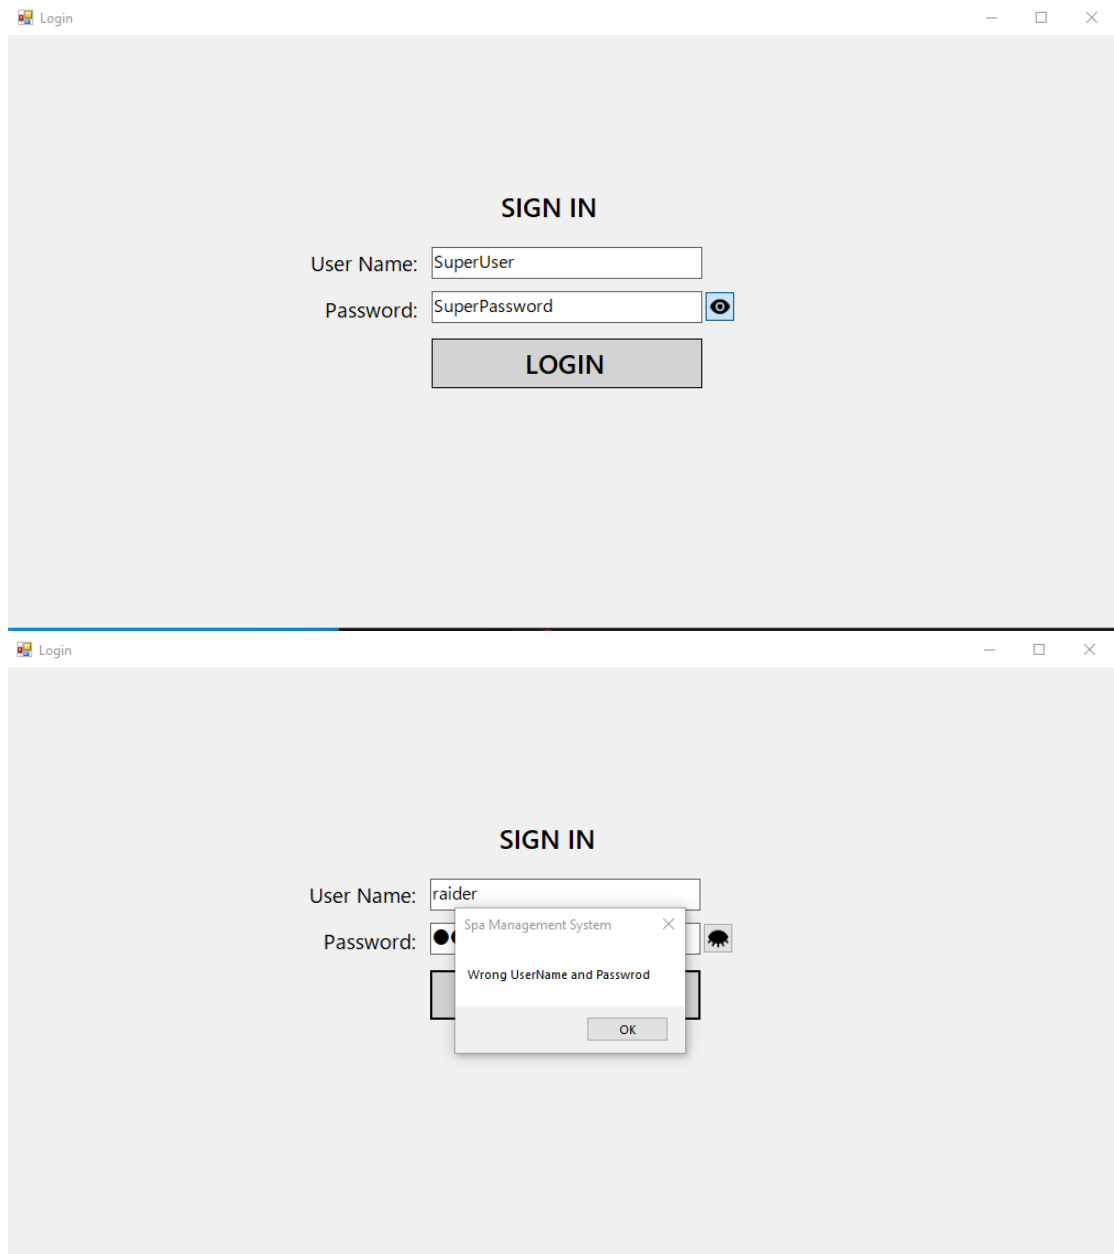 Login
SIGN IN
User Name: SuperUser
Password: SuperPassword
LOGIN
Login
SIGN IN
User Name: raider
Spa Management System
Password:
Wrong UserName and Passwrod
OK